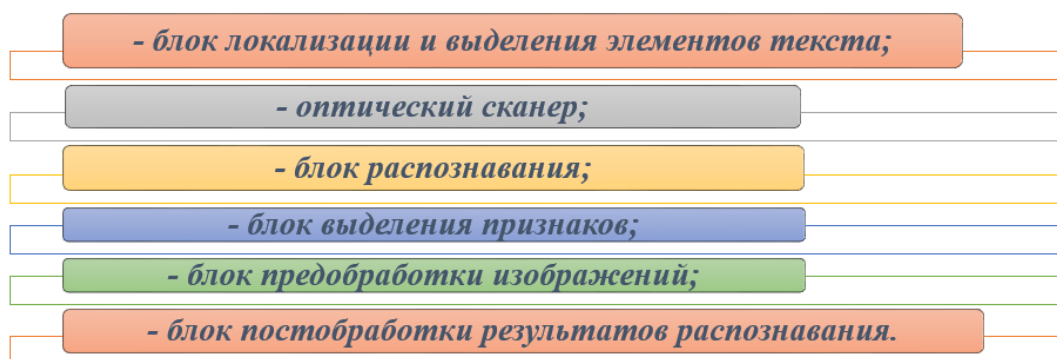 - блок локализации и выделения элементов текста;
- оптический сканер;
- блок распознавания;
- блок выделения признаков;
- блок предобработки изображений;
- блок постобработки результатов распознавания.